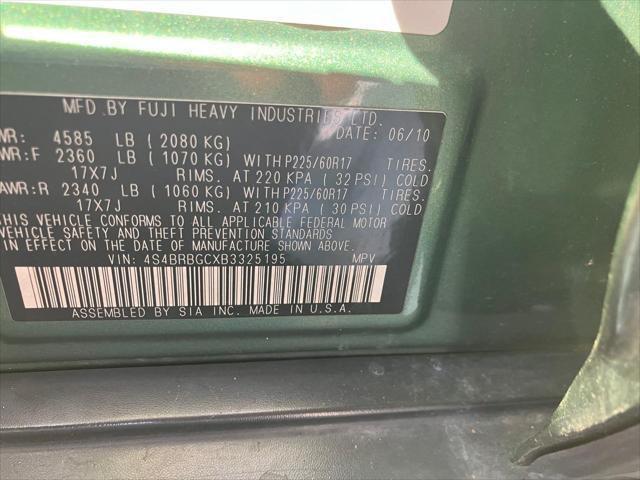 MFD.BY FUJI HEAVY INDUSTRIES LTD.
WR: 4585 LB ( 2080 KG) DATE: 06/10
WR:F 2360 LB ( 1070 KG) WITH P225/60R17 TIRES.
17X7J RIMS. AT 220 KPA ( 32 PSI) COLD
AWR:R 2340 LB ( 1060 KG) WITH P225/60R17 TIRES.
17X7J RIMS. AT 210 KPA ( 30 PSI) COLD
THIS VEHICLE CONFORMS TO ALL APPLICABLE FEDERAL MOTOR
VEHICLE SAFETY AND THEFT PREVENTION STANDARDS
IN EFFECT ON THE DATE OF MANUFACTURE SHOWN ABOVE.
VIN: 4S4BRBGCXB3325195 MPV
ASSEMBLED BY SIA INC. MADE IN U.S.A.